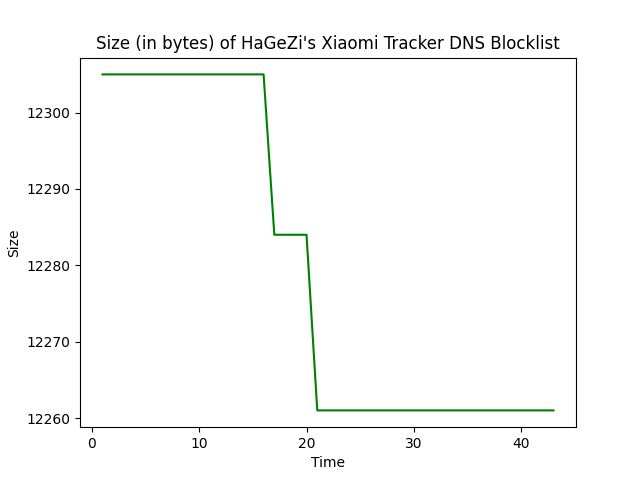 Size (in bytes) of HaGeZi's Xiaomi Tracker DNS Blocklist
12300
12290
12280
12270
12260
Size
0 10 20 30 40
Time